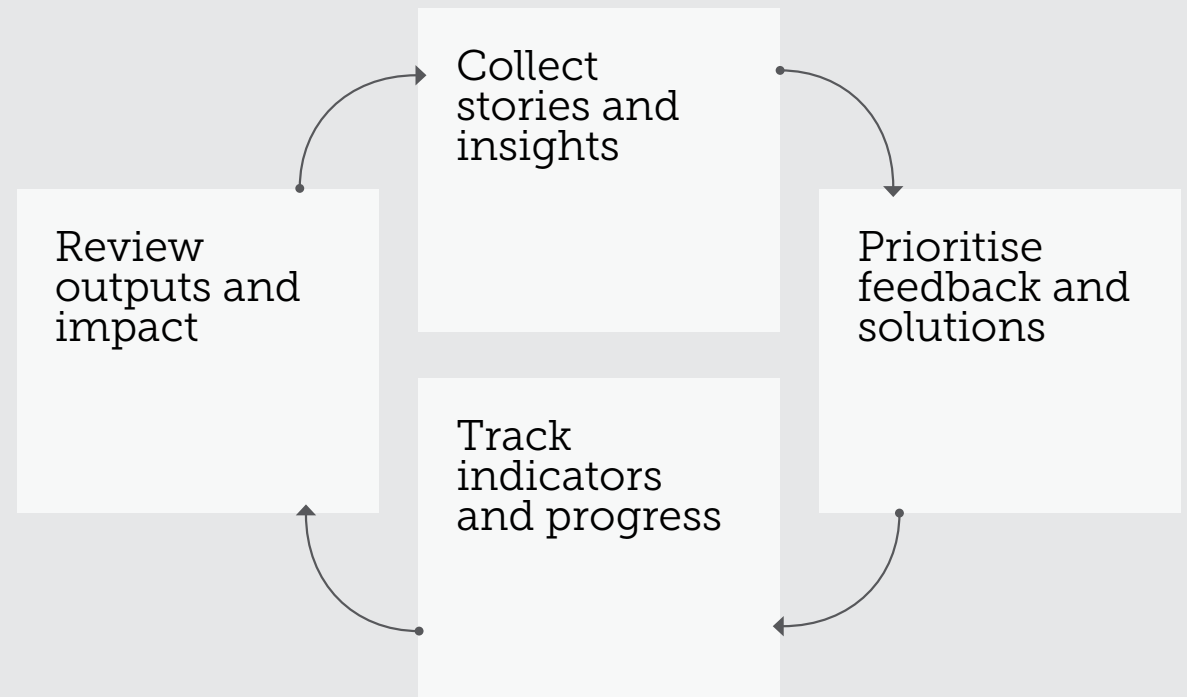 Collect
stories and
insights
Review
outputs and
impact
Prioritise
feedback and
solutions
Track
indicators
and progress